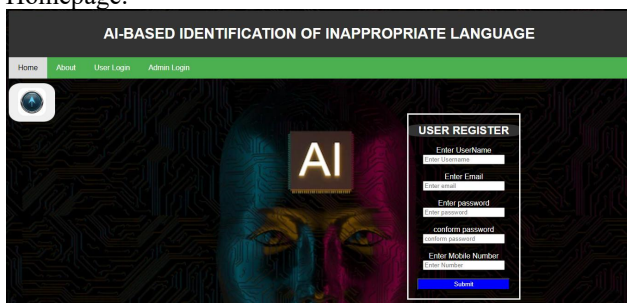 Homepage:
AI-BASED IDENTIFICATION OF INAPPROPRIATE LANGUAGE
Home About User Login Admin Login
AI
USER REGISTER
Enter UserName
Enter Username
Enter Email
Enter email
Enter password
Enter password
conform password
conform password
Enter Mobile Number
Enter Number
Submit